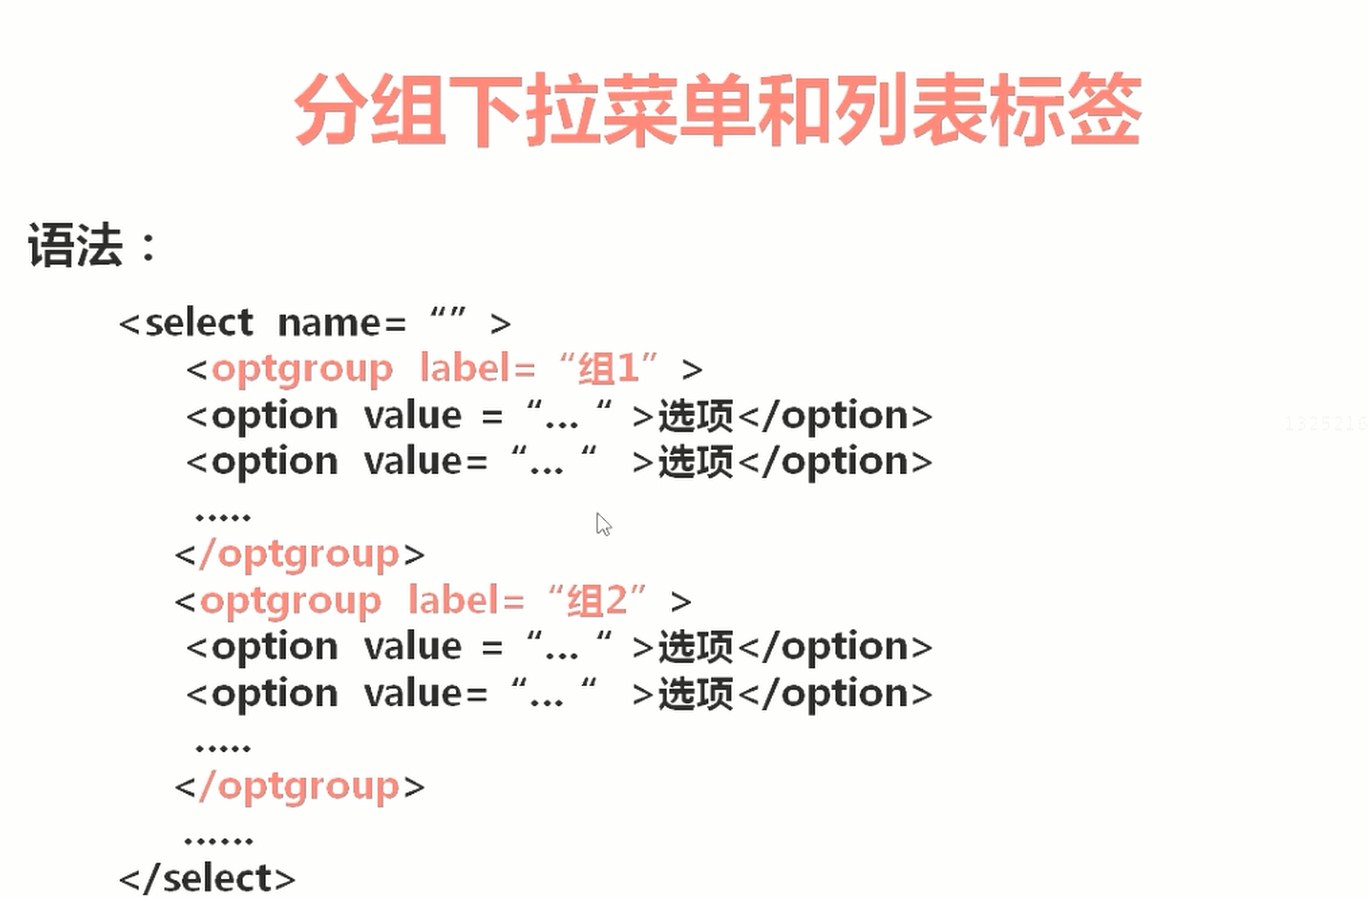 分组下拉菜单和列表标签
语法：
<select name= “” >
<optgroup label= “组1” >
<option value = “... “ >选项</option>
<option value= “... “ >选项</option>
.....
</optgroup>
<optgroup label= “组2” >
<option value = “... “ >选项</option>
<option value= “... “ >选项</option>
.....
</optgroup>
......
</select>